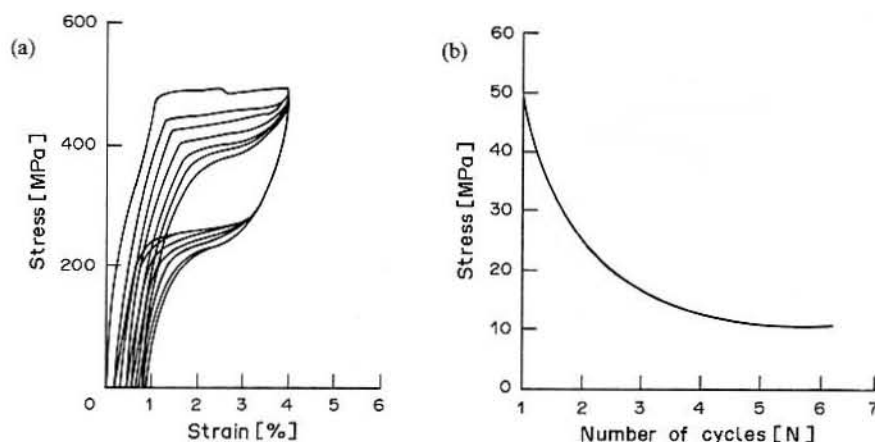 (a)
600
400
200
0
Stress [MPa]
1 2 3 4 5 6
Strain [%]
(b)
60
50
40
30
20
10
0
Stress [MPa]
1 2 3 4 5 6 7
Number of cycles [N]